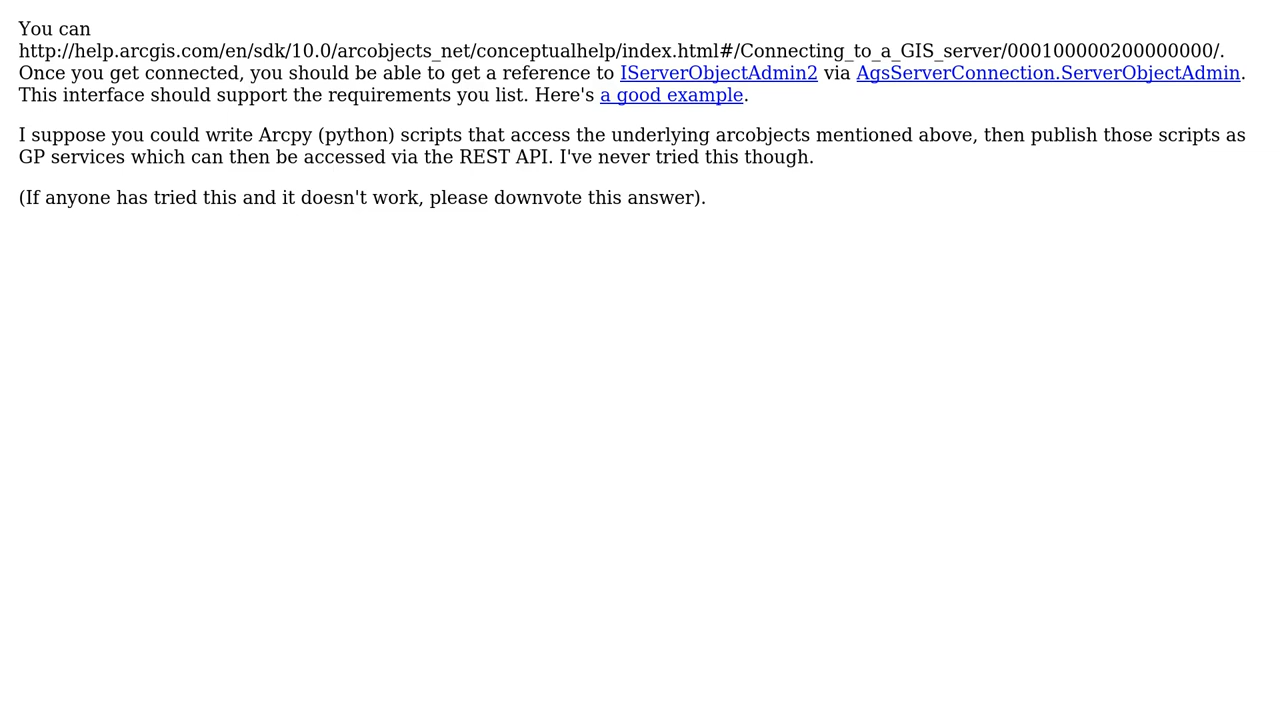 You can
http://help.arcgis.com/en/sdk/10.0/arcobjects_net/conceptualhelp/index.html#/Connecting_to_a_GIS_server/000100000200000000/.
Once you get connected, you should be able to get a reference to IServerObjectAdmin2 via AgsServerConnection.ServerObjectAdmin.
This interface should support the requirements you list. Here's a good example.
I suppose you could write Arcpy (python) scripts that access the underlying arcobjects mentioned above, then publish those scripts as
GP services which can then be accessed via the REST API. I've never tried this though.
(If anyone has tried this and it doesn't work, please downvote this answer).